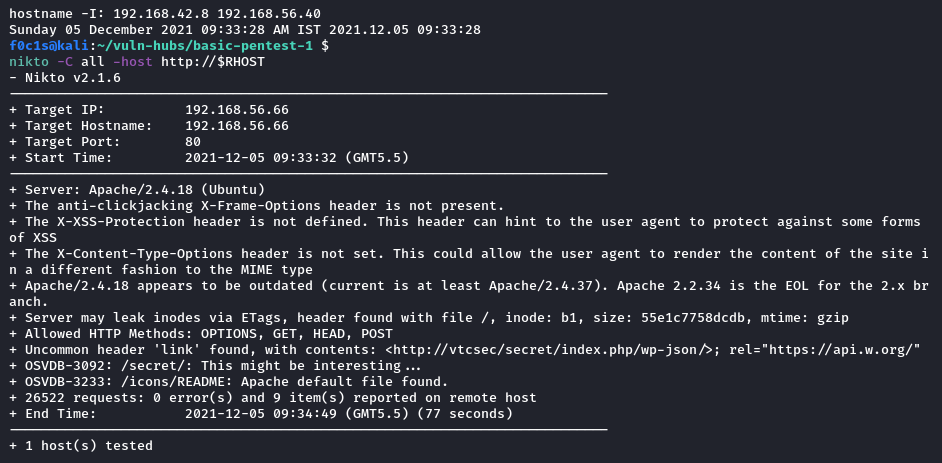 hostname -I: 192.168.42.8 192.168.56.40
Sunday 05 December 2021 09:33:28 AM IST 2021.12.05 09:33:28
f0c1s@kali:~/vuln-hubs/basic-pentest-1 $
nikto -C all -host http://$RHOST
- Nikto v2.1.6
---------------------------------------------------------------------------
+ Target IP:          192.168.56.66
+ Target Hostname:    192.168.56.66
+ Target Port:        80
+ Start Time:         2021-12-05 09:33:32 (GMT5.5)
---------------------------------------------------------------------------
+ Server: Apache/2.4.18 (Ubuntu)
+ The anti-clickjacking X-Frame-Options header is not present.
+ The X-XSS-Protection header is not defined. This header can hint to the user agent to protect against some forms
of XSS
+ The X-Content-Type-Options header is not set. This could allow the user agent to render the content of the site i
n a different fashion to the MIME type
+ Apache/2.4.18 appears to be outdated (current is at least Apache/2.4.37). Apache 2.2.34 is the EOL for the 2.x br
anch.
+ Server may leak inodes via ETags, header found with file /, inode: b1, size: 55e1c7758dcdb, mtime: gzip
+ Allowed HTTP Methods: OPTIONS, GET, HEAD, POST
+ Uncommon header 'link' found, with contents: <http://vtcsec/secret/index.php/wp-json/>; rel="https://api.w.org/"
+ OSVDB-3092: /secret/: This might be interesting...
+ OSVDB-3233: /icons/README: Apache default file found.
+ 26522 requests: 0 error(s) and 9 item(s) reported on remote host
+ End Time:           2021-12-05 09:34:49 (GMT5.5) (77 seconds)
---------------------------------------------------------------------------
+ 1 host(s) tested